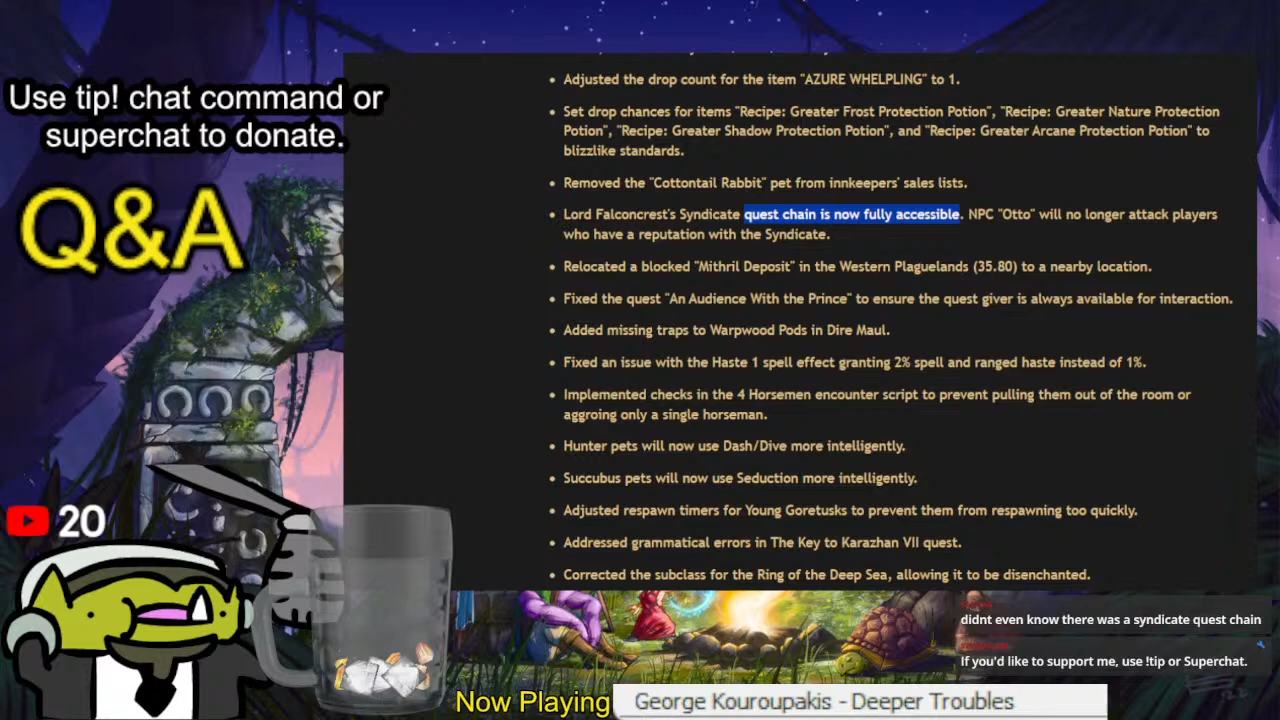 Use tip! chat command or
superchat to donate.
Q&A
• Adjusted the drop count for the item "AZURE WHELPLING" to 1.
• Set drop chances for items "Recipe: Greater Frost Protection Potion", "Recipe: Greater Nature Protection
Potion", "Recipe: Greater Shadow Protection Potion", and "Recipe: Greater Arcane Protection Potion" to
blizzlike standards.
• Removed the "Cottontail Rabbit" pet from innkeepers' sales lists.
• Lord Falconcrest's Syndicate quest chain is now fully accessible. NPC "Otto" will no longer attack players
who have a reputation with the Syndicate.
• Relocated a blocked "Mithril Deposit" in the Western Plaguelands (35.80) to a nearby location.
• Fixed the quest "An Audience With the Prince" to ensure the quest giver is always available for interaction.
• Added missing traps to Warpwood Pods in Dire Maul.
• Fixed an issue with the Haste 1 spell effect granting 2% spell and ranged haste instead of 1%.
• Implemented checks in the 4 Horsemen encounter script to prevent pulling them out of the room or
aggroing only a single horseman.
• Hunter pets will now use Dash/Dive more intelligently.
• Succubus pets will now use Seduction more intelligently.
• Adjusted respawn timers for Young Goretusks to prevent them from respawning too quickly.
• Addressed grammatical errors in The Key to Karazhan VII quest.
• Corrected the subclass for the Ring of the Deep Sea, allowing it to be disenchanted.
20
didnt even know there was a syndicate quest chain
If you'd like to support me, use !tip or Superchat.
Now Playing
George Kouroupakis - Deeper Troubles